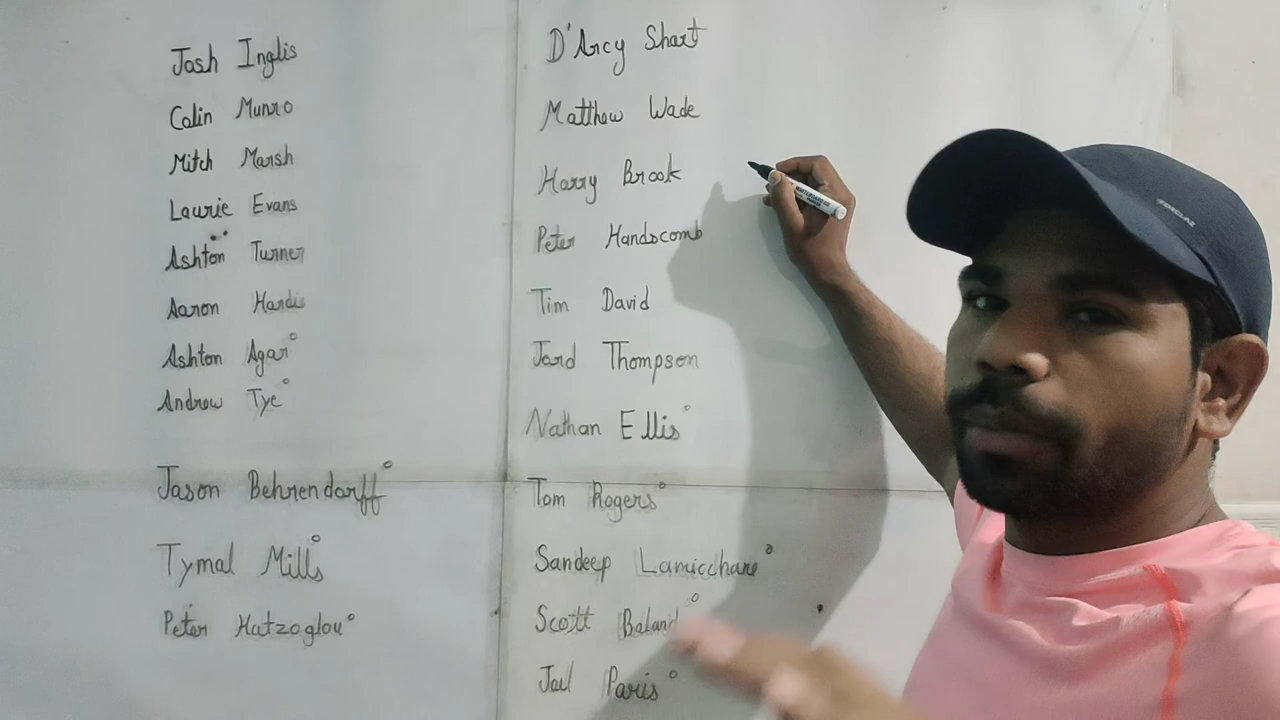 Josh Inglis
Colin Munro
Mitch Marsh
Laurie Evans
Ashton Turner
Aaron Hardie
Ashton Agar°
Andrew Tye°
Jason Behrendorff°
Tymal Mills°
Peter Hatzoglou°
D'Arcy Short
Matthew Wade
Harry Brook
Peter Handscomb
Tim David
Jord Thompson
Nathan Ellis°
Tom Rogers°
Sandeep Lamicchane°
Scott Boland°
Joel Paris°